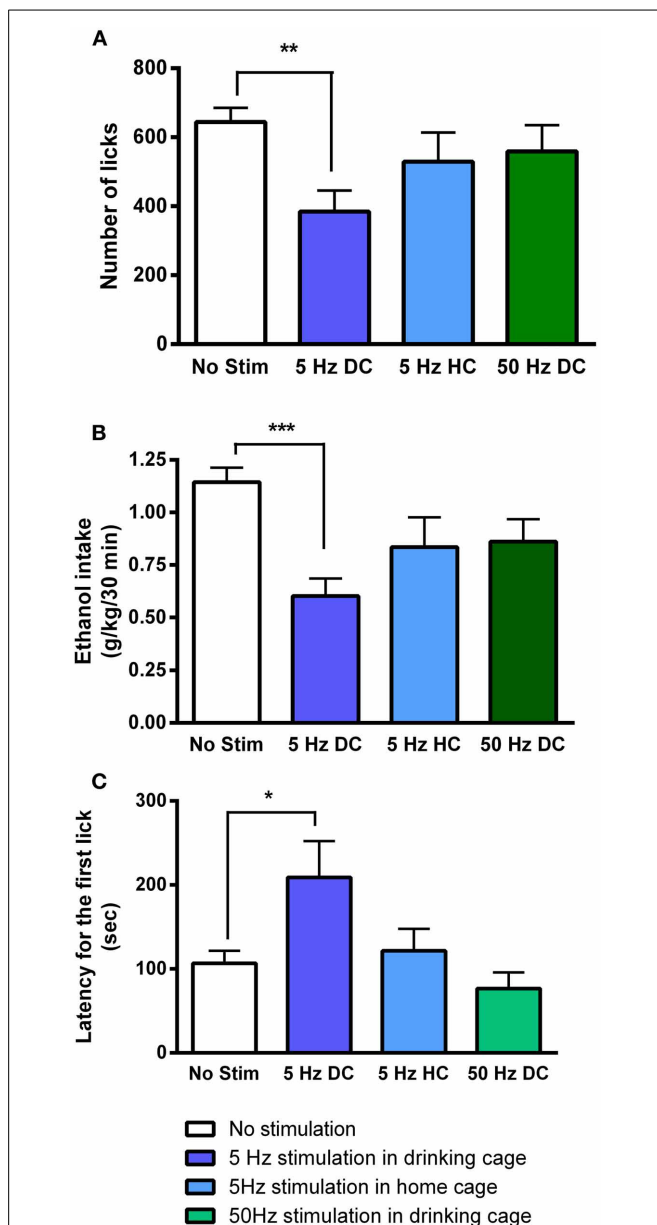 A
**
800
600
400
200
0
Number of licks
No Stim 5 Hz DC 5 Hz HC 50 Hz DC
B
***
1.25
1.00
0.75
0.50
0.25
0.00
Ethanol intake
(g/kg/30 min)
No Stim 5 Hz DC 5 Hz HC 50 Hz DC
C
*
300
200
100
0
Latency for the first lick
(sec)
No Stim 5 Hz DC 5 Hz HC 50 Hz DC
No stimulation
5 Hz stimulation in drinking cage
5Hz stimulation in home cage
50Hz stimulation in drinking cage